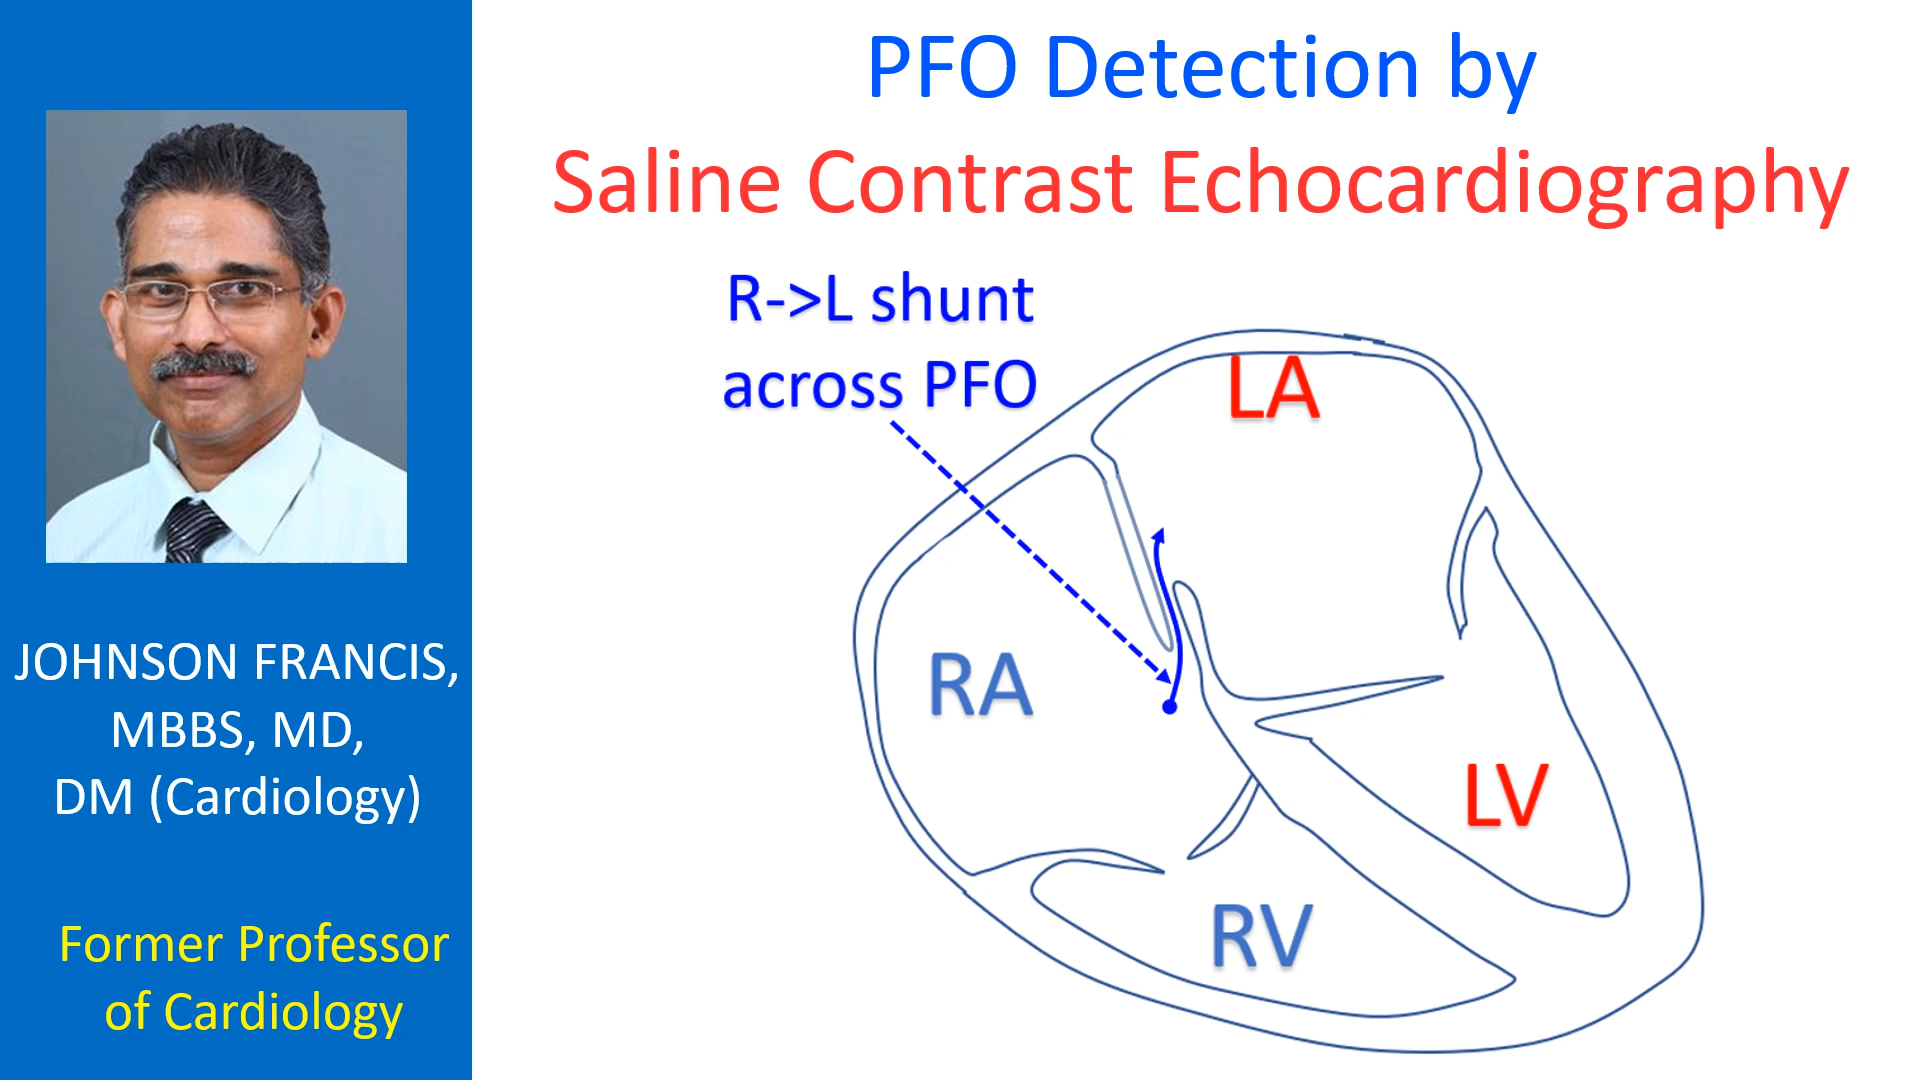 PFO Detection by
Saline Contrast Echocardiography
R->L shunt
across PFO
LA
RA
LV
RV
JOHNSON FRANCIS,
MBBS, MD,
DM (Cardiology)
Former Professor
of Cardiology